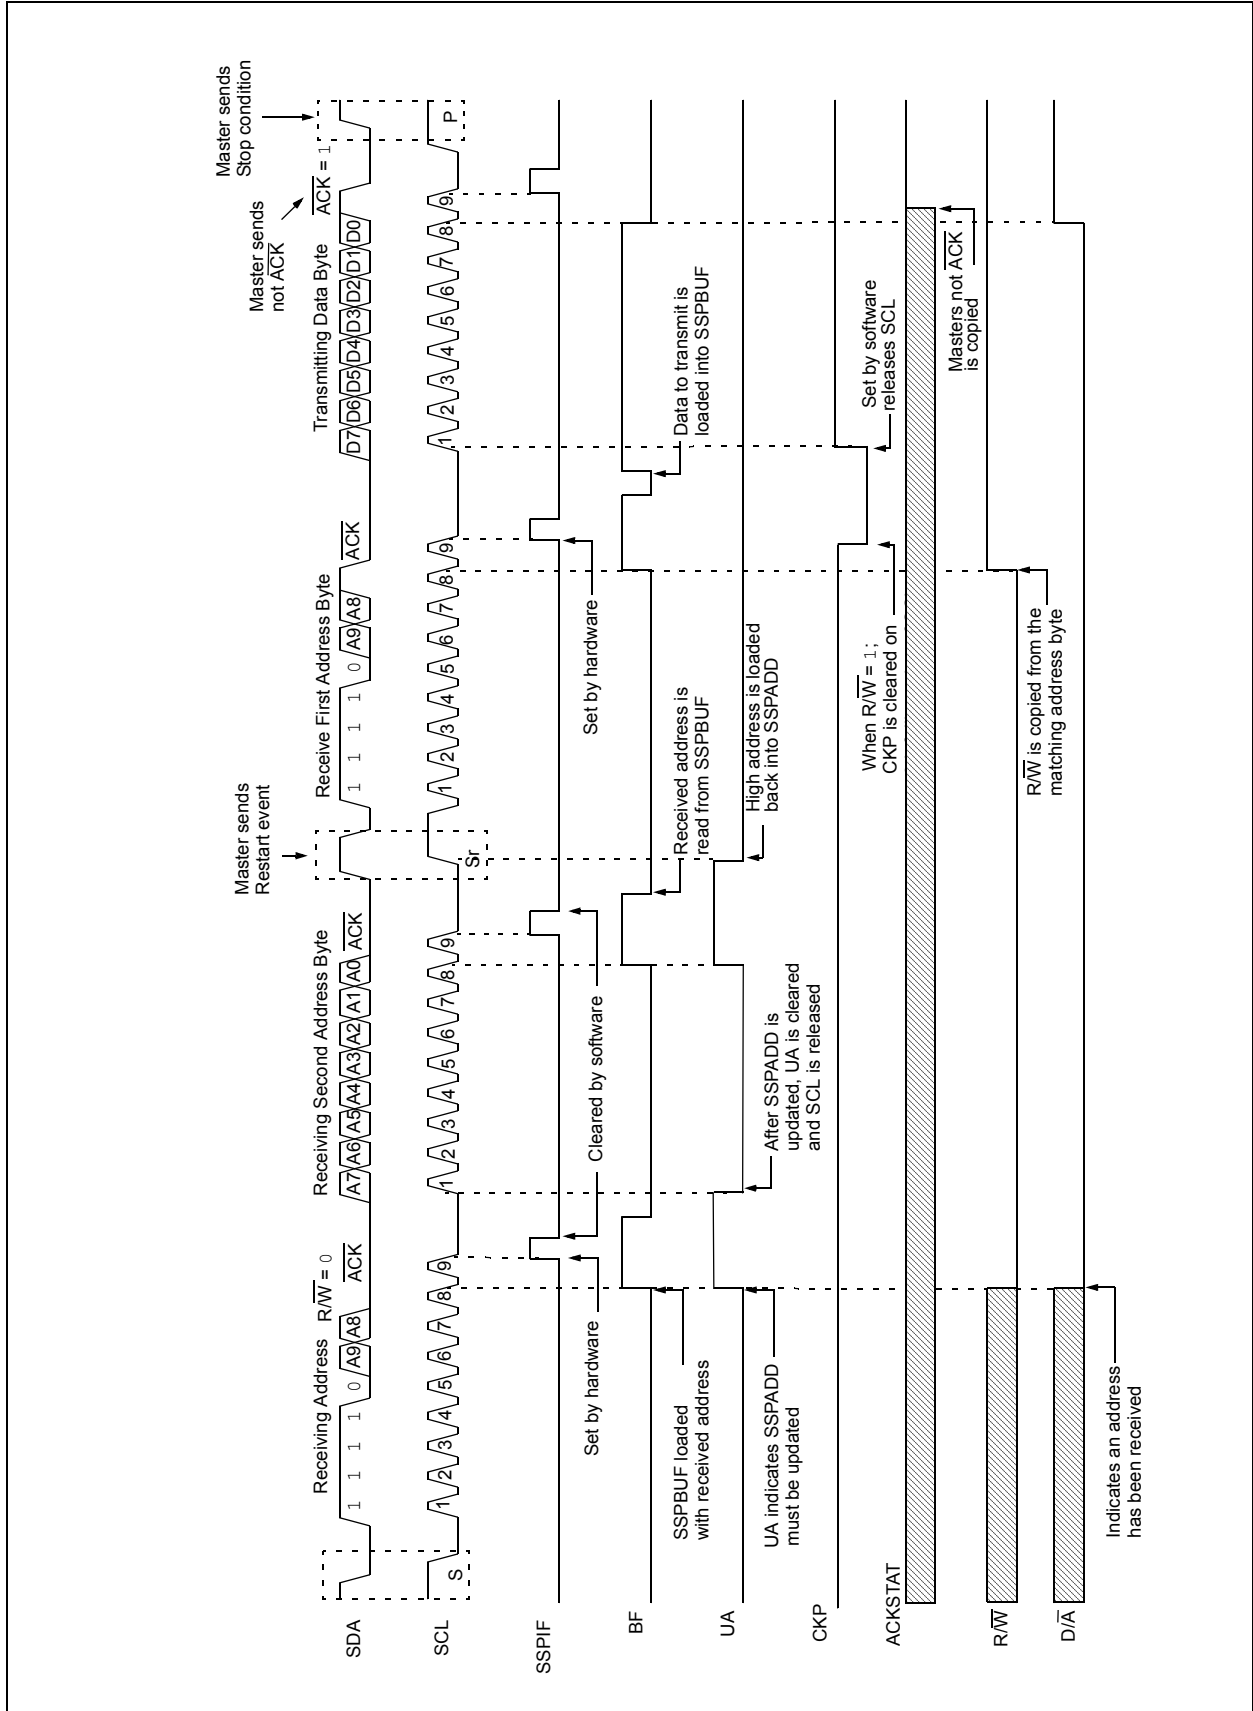 Master sends
Restart event
Master sends
not ACK
Master sends
Stop condition
Receiving Address R/W = 0
Receiving Second Address Byte
Receive First Address Byte
Transmitting Data Byte
ACK = 1
SDA
1 1 1 1 0 A9 A8 ACK
A7 A6 A5 A4 A3 A2 A1 A0 ACK
1 1 1 1 0 A9 A8 ACK
D7 D6 D5 D4 D3 D2 D1 D0
SCL
S 1 2 3 4 5 6 7 8 9
1 2 3 4 5 6 7 8 9
Sr 1 2 3 4 5 6 7 8 9
1 2 3 4 5 6 7 8 9 P
SSPIF
Set by hardware
Cleared by software
Set by hardware
BF
SSPBUF loaded
with received address
Received address is
read from SSPBUF
Data to transmit is
loaded into SSPBUF
UA
UA indicates SSPADD
must be updated
After SSPADD is
updated, UA is cleared
and SCL is released
High address is loaded
back into SSPADD
CKP
When R/W = 1;
CKP is cleared on
Set by software
releases SCL
ACKSTAT
Masters not ACK
is copied
R/W
R/W is copied from the
matching address byte
D/A
Indicates an address
has been received